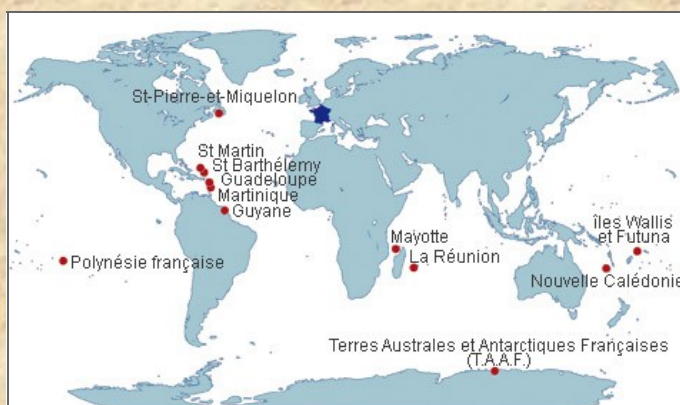 St-Pierre-et-Miquelon
St Martin
St Barthélemy
Guadeloupe
Martinique
Guyane
Mayotte
La Réunion
îles Wallis
et Futuna
Polynésie française
Nouvelle Calédonie
Terres Australes et Antarctiques Françaises
(T.A.A.F.)